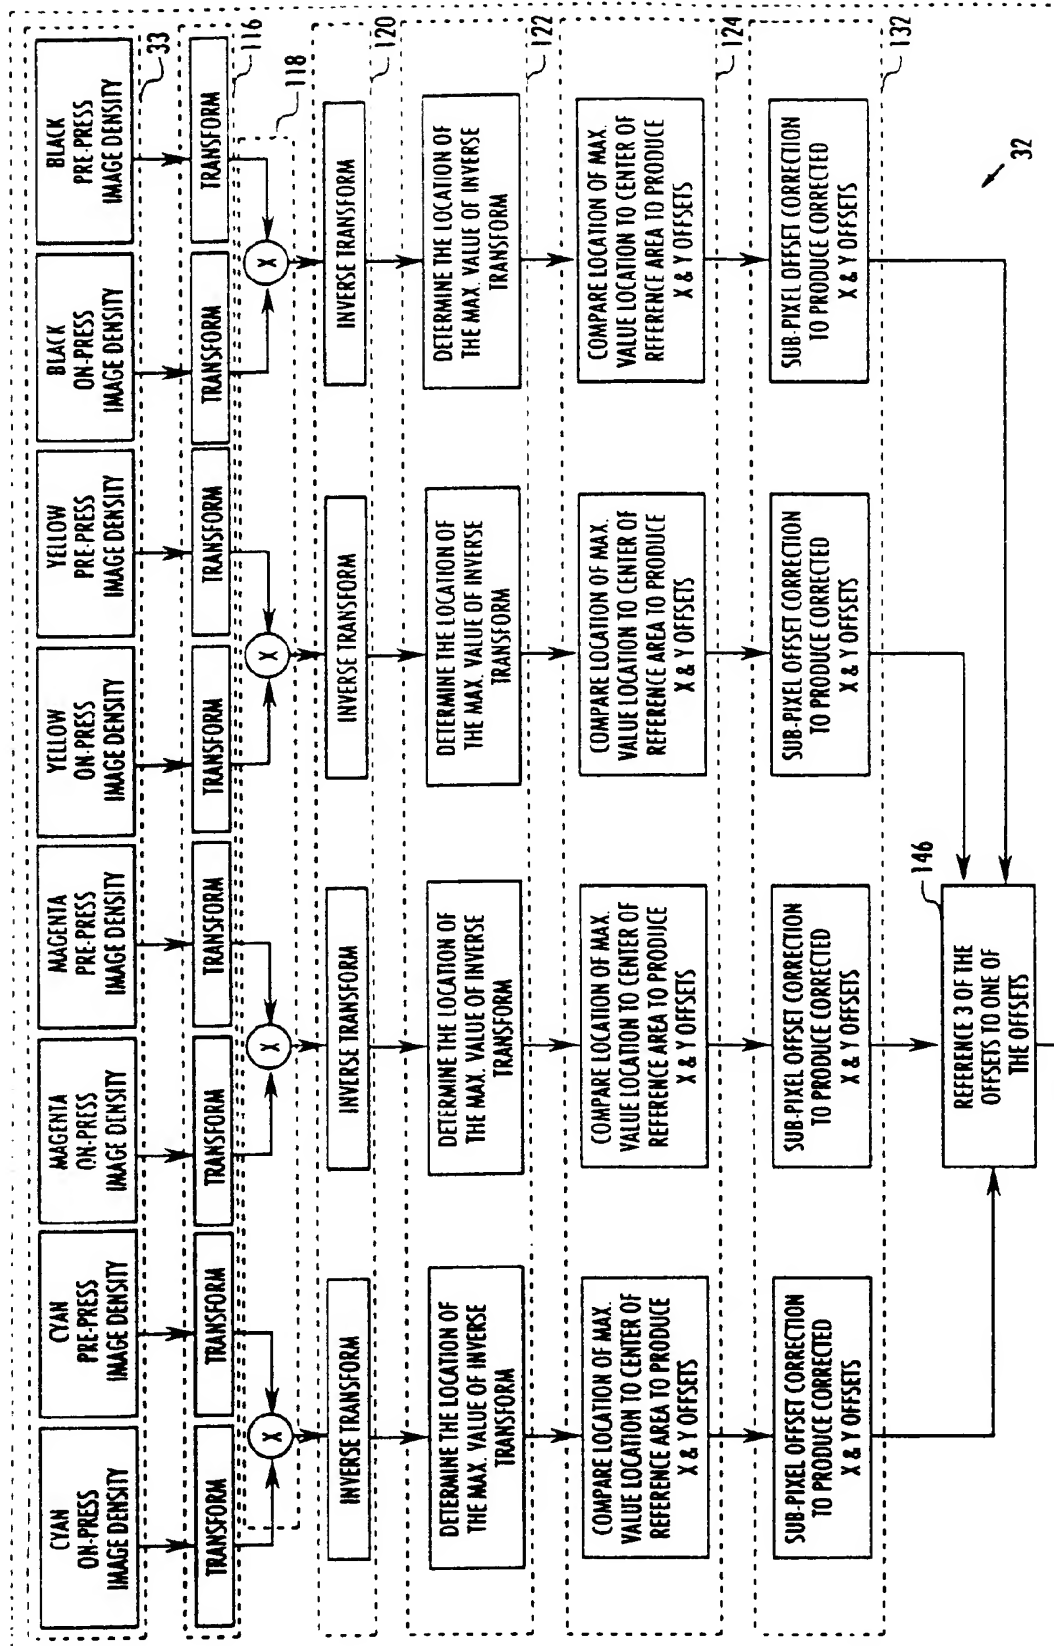 CYAN
ON-PRESS
IMAGE DENSITY
CYAN
PRE-PRESS
IMAGE DENSITY
MAGENTA
ON-PRESS
IMAGE DENSITY
MAGENTA
PRE-PRESS
IMAGE DENSITY
YELLOW
ON-PRESS
IMAGE DENSITY
YELLOW
PRE-PRESS
IMAGE DENSITY
BLACK
ON-PRESS
IMAGE DENSITY
BLACK
PRE-PRESS
IMAGE DENSITY
33
TRANSFORM
TRANSFORM
TRANSFORM
TRANSFORM
TRANSFORM
TRANSFORM
TRANSFORM
TRANSFORM
116
X
X
X
X
118
INVERSE TRANSFORM
INVERSE TRANSFORM
INVERSE TRANSFORM
INVERSE TRANSFORM
120
DETERMINE THE LOCATION OF
THE MAX. VALUE OF INVERSE
TRANSFORM
DETERMINE THE LOCATION OF
THE MAX. VALUE OF INVERSE
TRANSFORM
DETERMINE THE LOCATION OF
THE MAX. VALUE OF INVERSE
TRANSFORM
DETERMINE THE LOCATION OF
THE MAX. VALUE OF INVERSE
TRANSFORM
122
COMPARE LOCATION OF MAX.
VALUE LOCATION TO CENTER OF
REFERENCE AREA TO PRODUCE
X & Y OFFSETS
COMPARE LOCATION OF MAX.
VALUE LOCATION TO CENTER OF
REFERENCE AREA TO PRODUCE
X & Y OFFSETS
COMPARE LOCATION OF MAX.
VALUE LOCATION TO CENTER OF
REFERENCE AREA TO PRODUCE
X & Y OFFSETS
COMPARE LOCATION OF MAX.
VALUE LOCATION TO CENTER OF
REFERENCE AREA TO PRODUCE
X & Y OFFSETS
124
SUB-PIXEL OFFSET CORRECTION
TO PRODUCE CORRECTED
X & Y OFFSETS
SUB-PIXEL OFFSET CORRECTION
TO PRODUCE CORRECTED
X & Y OFFSETS
SUB-PIXEL OFFSET CORRECTION
TO PRODUCE CORRECTED
X & Y OFFSETS
SUB-PIXEL OFFSET CORRECTION
TO PRODUCE CORRECTED
X & Y OFFSETS
132
146
REFERENCE 3 OF THE
OFFSETS TO ONE OF
THE OFFSETS
32